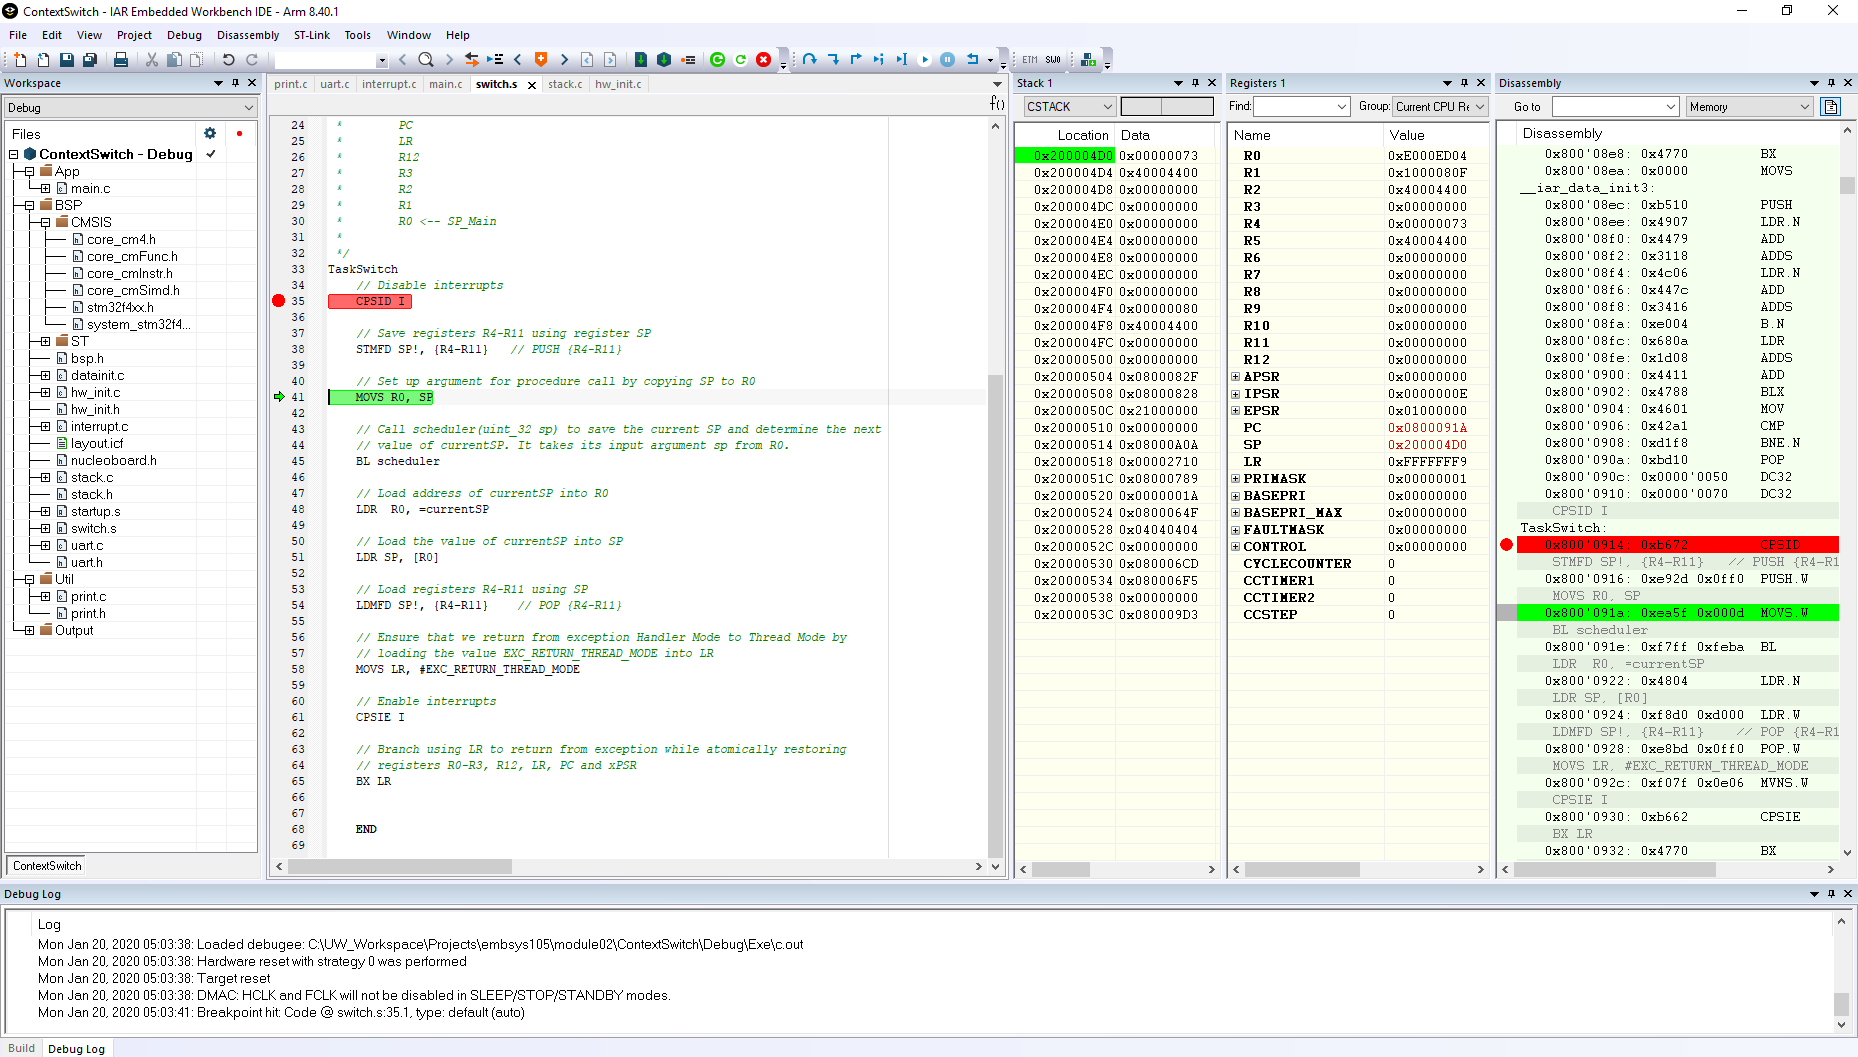 ContextSwitch - IAR Embedded Workbench IDE - Arm 8.40.1
File Edit View Project Debug Disassembly ST-Link Tools Window Help
ETM SWO
Workspace
Debug
Files
ContextSwitch - Debug
App
main.c
BSP
CMSIS
core_cm4.h
core_cmFunc.h
core_cmInstr.h
core_cmSimd.h
stm32f4xx.h
system_stm32f4...
ST
bsp.h
datainit.c
hw_init.c
hw_init.h
interrupt.c
layout.icf
nucleoboard.h
stack.c
stack.h
startup.s
switch.s
uart.c
uart.h
Util
print.c
print.h
Output
ContextSwitch
print.c uart.c interrupt.c main.c switch.s stack.c hw_init.c
f()
24 * PC
25 * LR
26 * R12
27 * R3
28 * R2
29 * R1
30 * R0 <-- SP_Main
31 *
32 */
33 TaskSwitch
34 // Disable interrupts
35 CPSID I
36
37 // Save registers R4-R11 using register SP
38 STMFD SP!, {R4-R11} // PUSH {R4-R11}
39
40 // Set up argument for procedure call by copying SP to R0
41 MOVS R0, SP
42
43 // Call scheduler(uint_32 sp) to save the current SP and determine the next
44 // value of currentSP. It takes its input argument sp from R0.
45 BL scheduler
46
47 // Load address of currentSP into R0
48 LDR R0, =currentSP
49
50 // Load the value of currentSP into SP
51 LDR SP, [R0]
52
53 // Load registers R4-R11 using SP
54 LDMFD SP!, {R4-R11} // POP {R4-R11}
55
56 // Ensure that we return from exception Handler Mode to Thread Mode by
57 // loading the value EXC_RETURN_THREAD_MODE into LR
58 MOVS LR, #EXC_RETURN_THREAD_MODE
59
60 // Enable interrupts
61 CPSIE I
62
63 // Branch using LR to return from exception while atomically restoring
64 // registers R0-R3, R12, LR, PC and xPSR
65 BX LR
66
67
68 END
69
Stack 1
CSTACK
Location Data
0x200004D0 0x00000073
0x200004D4 0x40004400
0x200004D8 0x00000000
0x200004DC 0x00000000
0x200004E0 0x00000000
0x200004E4 0x00000000
0x200004E8 0x00000000
0x200004EC 0x00000000
0x200004F0 0x00000000
0x200004F4 0x00000080
0x200004F8 0x40004400
0x200004FC 0x00000000
0x20000500 0x00000000
0x20000504 0x0800082F
0x20000508 0x08000828
0x2000050C 0x21000000
0x20000510 0x00000000
0x20000514 0x08000A0A
0x20000518 0x00002710
0x2000051C 0x08000789
0x20000520 0x0000001A
0x20000524 0x0800064F
0x20000528 0x04040404
0x2000052C 0x00000000
0x20000530 0x080006CD
0x20000534 0x080006F5
0x20000538 0x00000000
0x2000053C 0x080009D3
Registers 1
Find: Group: Current CPU Re
Name Value
R0 0xE000ED04
R1 0x1000080F
R2 0x40004400
R3 0x00000000
R4 0x00000073
R5 0x40004400
R6 0x00000000
R7 0x00000000
R8 0x00000000
R9 0x00000000
R10 0x00000000
R11 0x00000000
R12 0x00000000
APSR 0x00000000
IPSR 0x0000000E
EPSR 0x01000000
PC 0x0800091A
SP 0x200004D0
LR 0xFFFFFFF9
PRIMASK 0x00000001
BASEPRI 0x00000000
BASEPRI_MAX 0x00000000
FAULTMASK 0x00000000
CONTROL 0x00000000
CYCLECOUNTER 0
CCTIMER1 0
CCTIMER2 0
CCSTEP 0
Disassembly
Go to Memory
Disassembly
0x800'08e8: 0x4770 BX
0x800'08ea: 0x0000 MOVS
__iar_data_init3:
0x800'08ec: 0xb510 PUSH
0x800'08ee: 0x4907 LDR.N
0x800'08f0: 0x4479 ADD
0x800'08f2: 0x3118 ADDS
0x800'08f4: 0x4c06 LDR.N
0x800'08f6: 0x447c ADD
0x800'08f8: 0x3416 ADDS
0x800'08fa: 0xe004 B.N
0x800'08fc: 0x680a LDR
0x800'08fe: 0x1d08 ADDS
0x800'0900: 0x4411 ADD
0x800'0902: 0x4788 BLX
0x800'0904: 0x4601 MOV
0x800'0906: 0x42a1 CMP
0x800'0908: 0xd1f8 BNE.N
0x800'090a: 0xbd10 POP
0x800'090c: 0x0000'0050 DC32
0x800'0910: 0x0000'0070 DC32
CPSID I
TaskSwitch:
0x800'0914: 0xb672 CPSID
STMFD SP!, {R4-R11} // PUSH {R4-R1
0x800'0916: 0xe92d 0x0ff0 PUSH.W
MOVS R0, SP
0x800'091a: 0xea5f 0x000d MOVS.W
BL scheduler
0x800'091e: 0xf7ff 0xfeba BL
LDR R0, =currentSP
0x800'0922: 0x4804 LDR.N
LDR SP, [R0]
0x800'0924: 0xf8d0 0xd000 LDR.W
LDMFD SP!, {R4-R11} // POP {R4-R1
0x800'0928: 0xe8bd 0x0ff0 POP.W
MOVS LR, #EXC_RETURN_THREAD_MODE
0x800'092c: 0xf07f 0x0e06 MVNS.W
CPSIE I
0x800'0930: 0xb662 CPSIE
BX LR
0x800'0932: 0x4770 BX
Debug Log
Log
Mon Jan 20, 2020 05:03:38: Loaded debugee: C:\UW_Workspace\Projects\embsys105\module02\ContextSwitch\Debug\Exe\c.out
Mon Jan 20, 2020 05:03:38: Hardware reset with strategy 0 was performed
Mon Jan 20, 2020 05:03:38: Target reset
Mon Jan 20, 2020 05:03:38: DMAC: HCLK and FCLK will not be disabled in SLEEP/STOP/STANDBY modes.
Mon Jan 20, 2020 05:03:41: Breakpoint hit: Code @ switch.s:35.1, type: default (auto)
Build Debug Log